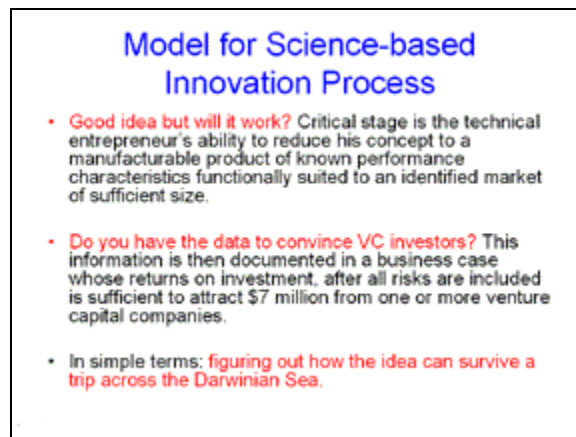 Model for Science-based
Innovation Process
• Good idea but will it work? Critical stage is the technical
entrepreneur's ability to reduce his concept to a
manufacturable product of known performance
characteristics functionally suited to an identified market
of sufficient size.
• Do you have the data to convince VC investors? This
information is then documented in a business case
whose returns on investment, after all risks are included
is sufficient to attract $7 million from one or more venture
capital companies.
• In simple terms: figuring out how the idea can survive a
trip across the Darwinian Sea.